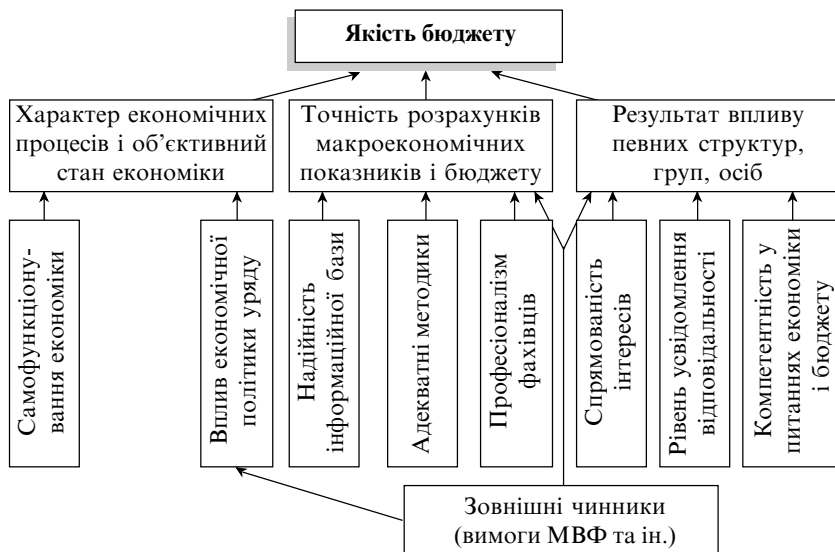 Якість бюджету
Характер економічних
процесів і об’єктивний
стан економіки
Точність розрахунків
макроекономічних
показників і бюджету
Результат впливу
певних структур,
груп, осіб
Самофункціону-
вання економіки
Вплив економічної
політики уряду
Надійність
інформаційної бази
Адекватні методики
Професіоналізм
фахівців
Спрямованість
інтересів
Рівень усвідомлення
відповідальності
Компетентність у
питаннях економіки
і бюджету
Зовнішні чинники
(вимоги МВФ та ін.)